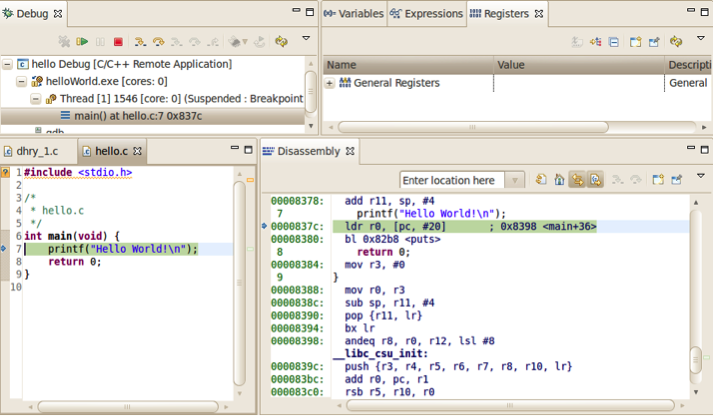 Debug
hello Debug [C/C++ Remote Application]
helloWorld.exe [cores: 0]
Thread [1] 1546 [core: 0] (Suspended : Breakpoint
main() at hello.c:7 0x837c
gdb
Variables Expressions Registers
Name Value Descripti
General Registers General
dhry_1.c hello.c
1 #include <stdio.h>
2
3 /*
4 * hello.c
5 */
6 int main(void) {
7 printf("Hello World!\n");
8 return 0;
9 }
10
Disassembly
Enter location here
00008378: add r11, sp, #4
7 printf("Hello World!\n");
0000837c: ldr r0, [pc, #20] ; 0x8398 <main+36>
00008380: bl 0x82b8 <puts>
8 return 0;
00008384: mov r3, #0
9 }
00008388: mov r0, r3
0000838c: sub sp, r11, #4
00008390: pop {r11, lr}
00008394: bx lr
00008398: andeq r8, r0, r12, lsl #8
__libc_csu_init:
0000839c: push {r3, r4, r5, r6, r7, r8, r10, lr}
000083bc: add r0, pc, r1
000083c0: rsb r5, r10, r0